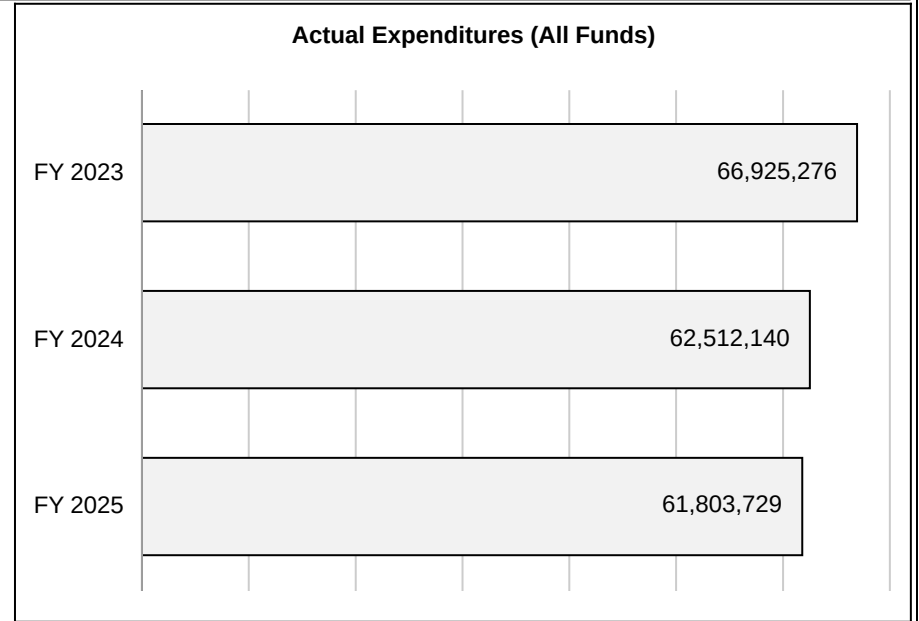 Actual Expenditures (All Funds)
FY 2023 66,925,276
FY 2024 62,512,140
FY 2025 61,803,729